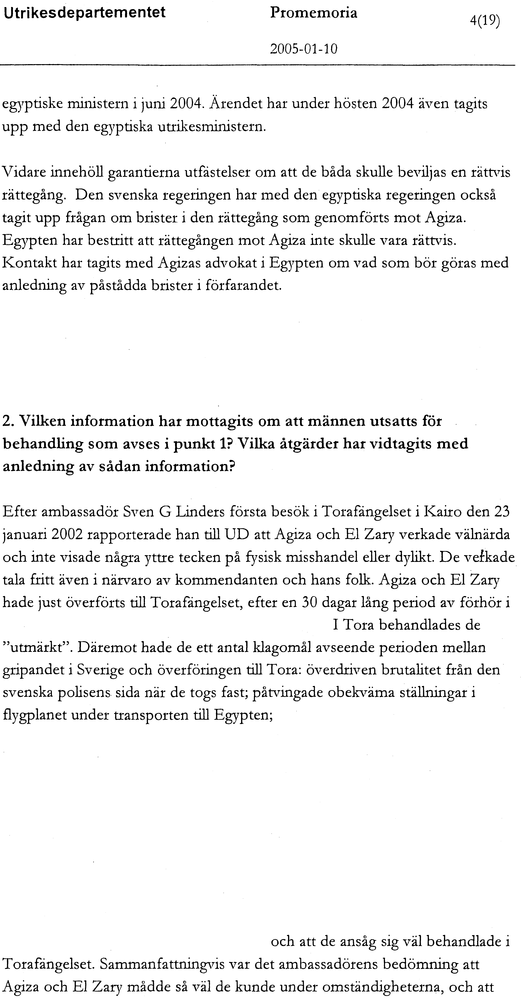 Utrikesdepartementet Promemoria 4(19)
2005-01-10
egyptiske ministern i juni 2004. Ärendet har under hösten 2004 även tagits
upp med den egyptiska utrikesministern.
Vidare innehöll garantierna utfästelser om att de båda skulle beviljas en rättvis
rättegång. Den svenska regeringen har med den egyptiska regeringen också
tagit upp frågan om brister i den rättegång som genomförts mot Agiza.
Egypten har bestritt att rättegången mot Agiza inte skulle vara rättvis.
Kontakt har tagits med Agizas advokat i Egypten om vad som bör göras med
anledning av påstådda brister i förfarandet.
2. Vilken information har mottagits om att männen utsatts för
behandling som avses i punkt 1? Vilka åtgärder har vidtagits med
anledning av sådan information?
Efter ambassadör Sven G Linders första besök i Torafängelset i Kairo den 23
januari 2002 rapporterade han till UD att Agiza och El Zary verkade välnärda
och inte visade några yttre tecken på fysisk misshandel eller dylikt. De verkade
tala fritt även i närvaro av kommendanten och hans folk. Agiza och El Zary
hade just överförts till Torafängelset, efter en 30 dagar lång period av förhör i
I Tora behandlades de
”utmärkt”. Däremot hade de ett antal klagomål avseende perioden mellan
gripandet i Sverige och överföringen till Tora: överdriven brutalitet från den
svenska polisens sida när de togs fast; påtvingade obekväma ställningar i
flygplanet under transporten till Egypten;
och att de ansåg sig väl behandlade i
Torafängelset. Sammanfattningvis var det ambassadörens bedömning att
Agiza och El Zary mådde så väl de kunde under omständigheterna, och att